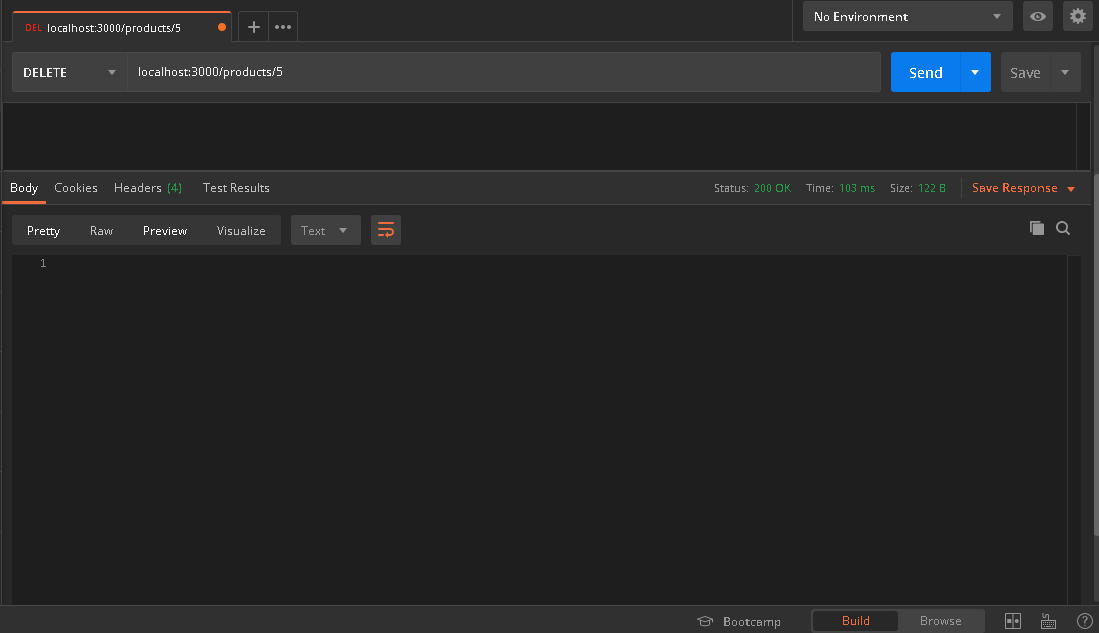 DEL localhost:3000/products/5
No Environment
DELETE localhost:3000/products/5 Send Save
Body Cookies Headers (4) Test Results Status: 200 OK Time: 103 ms Size: 122 B Save Response
Pretty Raw Preview Visualize Text
1
Bootcamp Build Browse ?